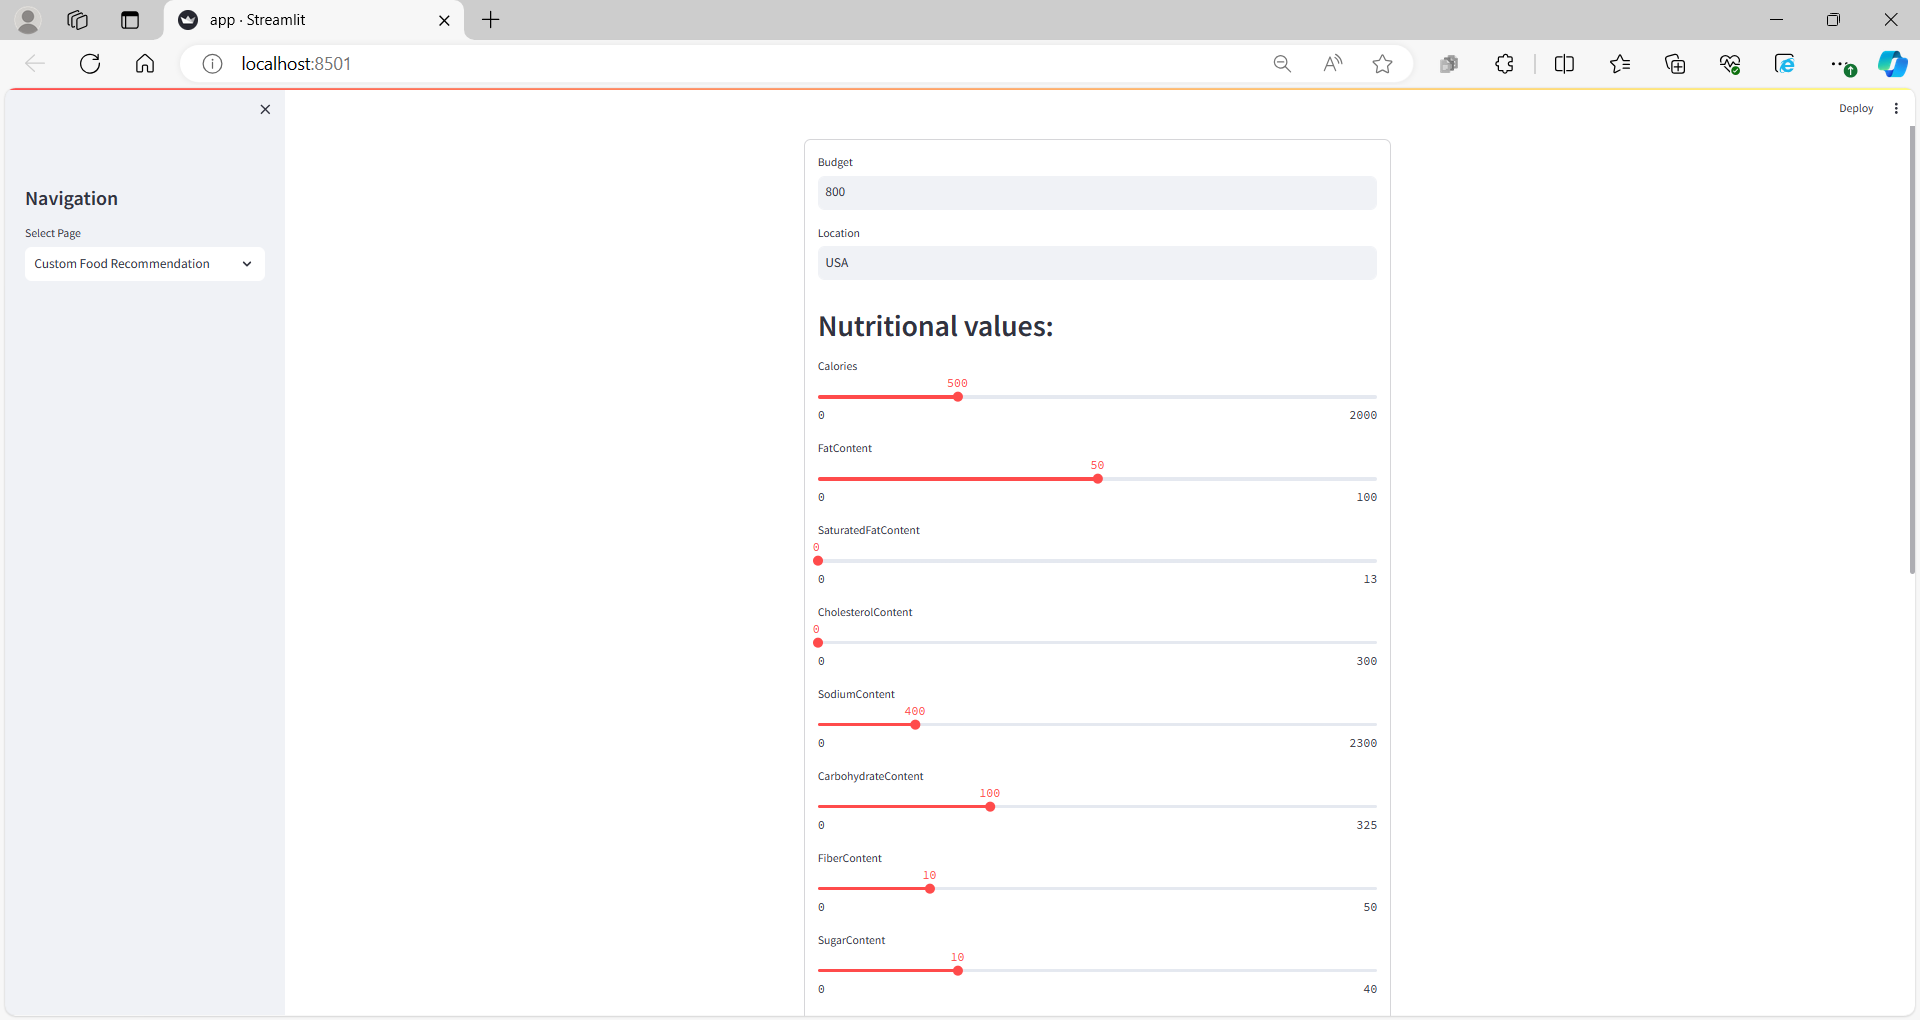 app · Streamlit
localhost:8501
Deploy
Navigation
Select Page
Custom Food Recommendation
Budget
800
Location
USA
Nutritional values:
Calories
500
0 2000
FatContent
50
0 100
SaturatedFatContent
0
0 13
CholesterolContent
0
0 300
SodiumContent
400
0 2300
CarbohydrateContent
100
0 325
FiberContent
10
0 50
SugarContent
10
0 40